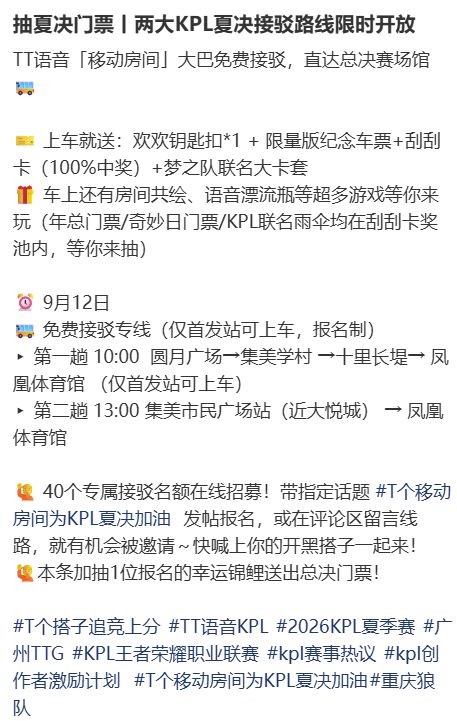 抽夏决门票丨两大KPL夏决接驳路线限时开放
TT语音「移动房间」大巴免费接驳，直达总决赛场馆
🚌
🎫 上车就送：欢欢钥匙扣*1 + 限量版纪念车票+刮刮
卡（100%中奖）+梦之队联名大卡套
🎁 车上还有房间共绘、语音漂流瓶等超多游戏等你来
玩（年总门票/奇妙日门票/KPL联名雨伞均在刮刮卡奖
池内，等你来抽）
⏰ 9月12日
🚌 免费接驳专线（仅首发站可上车，报名制）
‣ 第一趟 10:00 圆月广场→集美学村 →十里长堤→ 凤
凰体育馆 （仅首发站可上车）
‣ 第二趟 13:00 集美市民广场站（近大悦城） → 凤凰
体育馆
🙋 40个专属接驳名额在线招募！带指定话题 #T个移动
房间为KPL夏决加油 发帖报名，或在评论区留言线
路，就有机会被邀请～快喊上你的开黑搭子一起来！
🙋本条加抽1位报名的幸运锦鲤送出总决门票！
#T个搭子追竞上分 #TT语音KPL #2026KPL夏季赛 #广
州TTG #KPL王者荣耀职业联赛 #kpl赛事热议 #kpl创
作者激励计划 #T个移动房间为KPL夏决加油#重庆狼
队